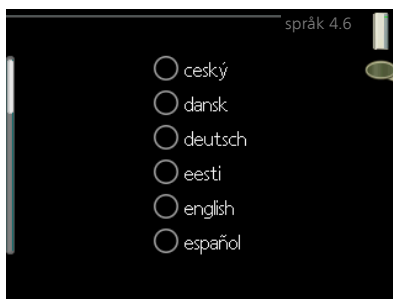 språk 4.6
ceský
dansk
deutsch
eesti
english
español